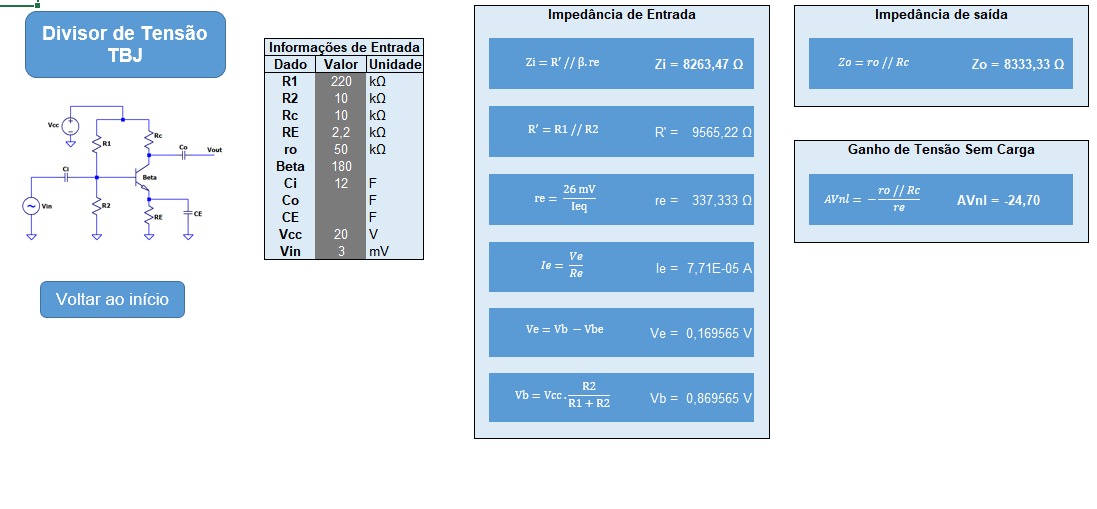 Divisor de Tensão
TBJ
Vcc
R1
Rc
Co
Vout
Ci
Beta
Vin
R2
RE
CE
Voltar ao início
Informações de Entrada
Dado Valor Unidade
R1 220 kΩ
R2 10 kΩ
Rc 10 kΩ
RE 2,2 kΩ
ro 50 kΩ
Beta 180
Ci 12 F
Co F
CE F
Vcc 20 V
Vin 3 mV
Impedância de Entrada
Zi = R′ // β. re Zi = 8263,47 Ω
R′ = R1 // R2 R' = 9565,22 Ω
re = 26 mV / Ieq re = 337,333 Ω
Ie = Ve / Re Ie = 7,71E-05 A
Ve = Vb − Vbe Ve = 0,169565 V
Vb = Vcc. R2 / R1 + R2 Vb = 0,869565 V
Impedância de saída
Zo = ro // Rc Zo = 8333,33 Ω
Ganho de Tensão Sem Carga
AVnl = − ro // Rc / re AVnl = -24,70